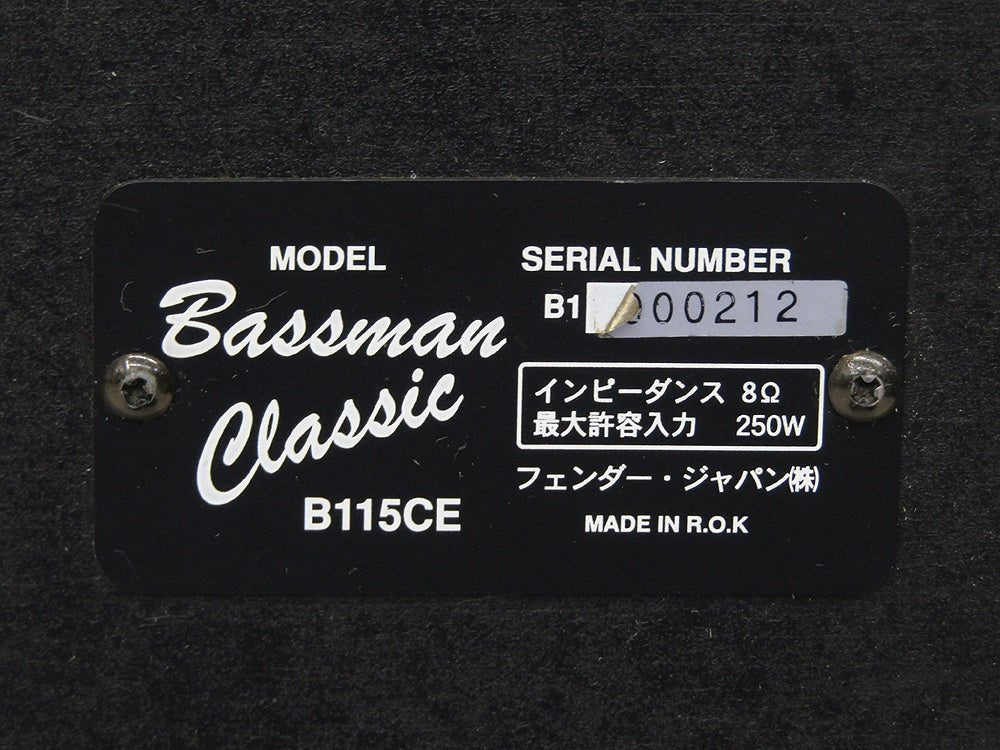 MODEL
Bassman
Classic
B115CE
SERIAL NUMBER
B1 000212
インピーダンス 8Ω
最大許容入力 250W
フェンダー・ジャパン㈱
MADE IN R.O.K